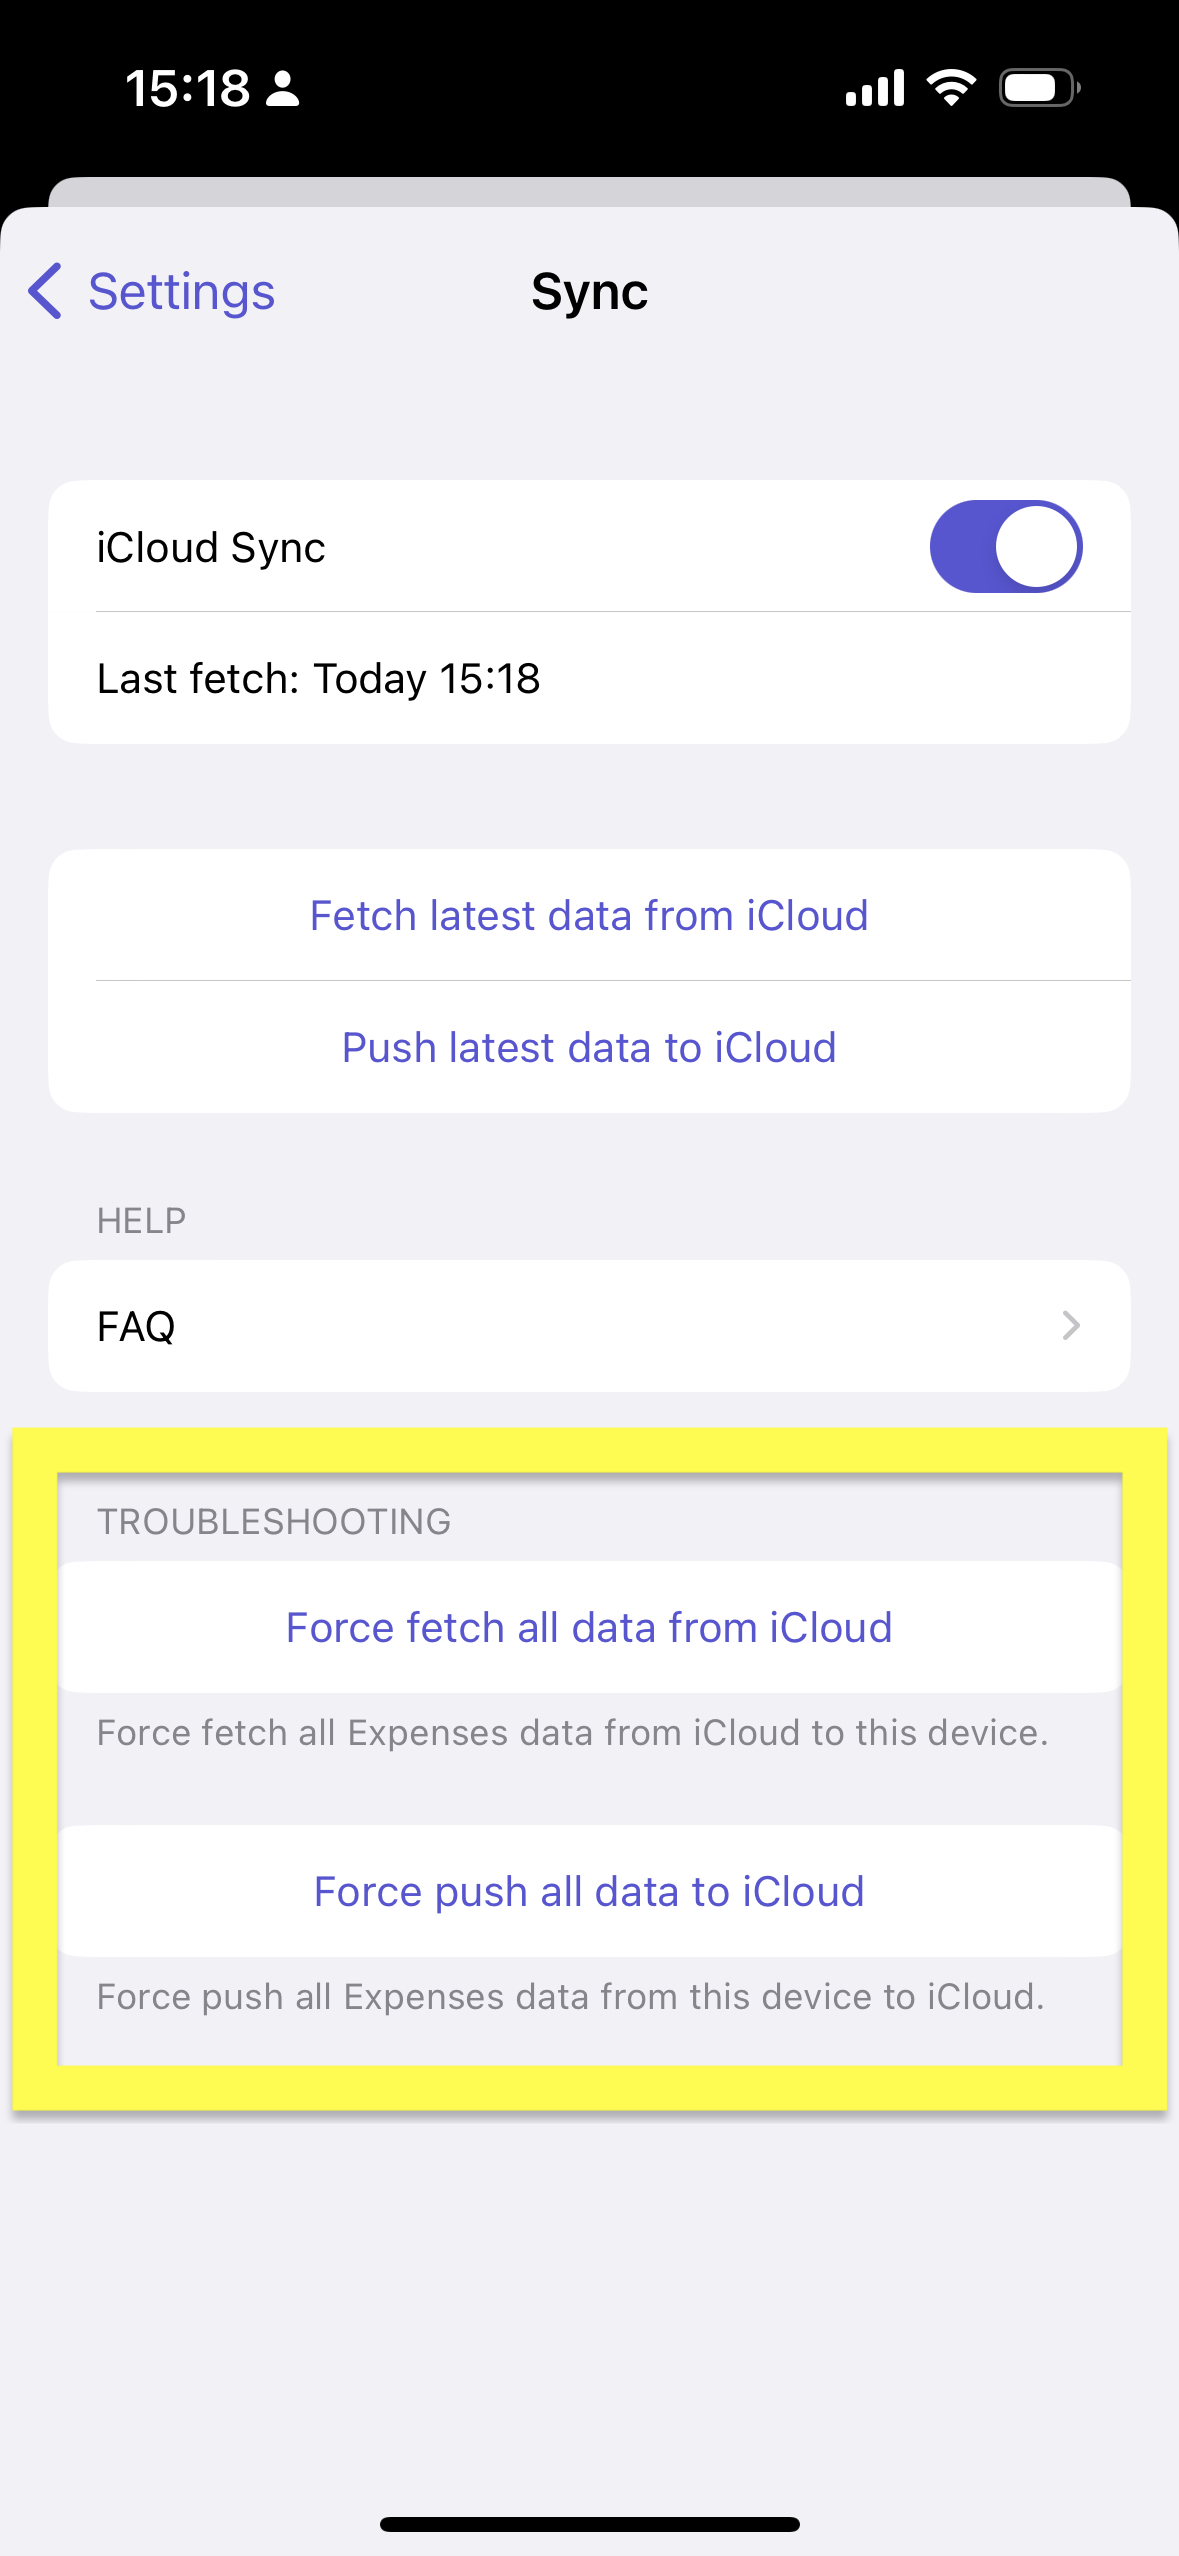 15:18
Settings
Sync
iCloud Sync
Last fetch: Today 15:18
Fetch latest data from iCloud
Push latest data to iCloud
HELP
FAQ
TROUBLESHOOTING
Force fetch all data from iCloud
Force fetch all Expenses data from iCloud to this device.
Force push all data to iCloud
Force push all Expenses data from this device to iCloud.